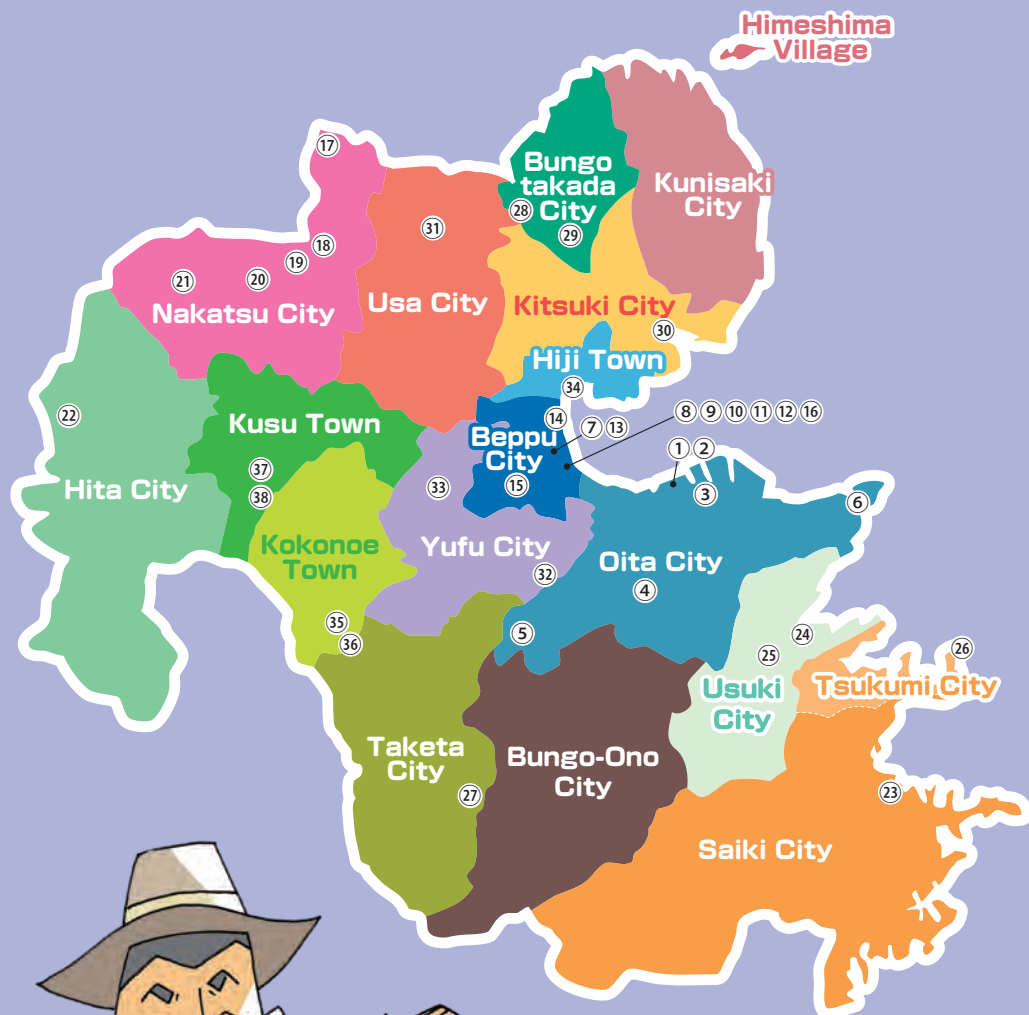 Himeshima
Village
⑰
Bungo
takada
City
Kunisaki
City
㉘
㉙
㉛
⑱
⑲
⑳
㉑
Nakatsu City
Usa City
Kitsuki City
㉚
Hiji Town
㉞
㉒
Kusu Town
⑭
Beppu
City
⑦ ⑬
⑧ ⑨ ⑩ ⑪ ⑫ ⑯
① ②
③
⑥
⑮
㉝
㊲
㊳
Hita City
Kokonoe
Town
Yufu City
㉜
Oita City
④
⑤
㉟
㊱
㉔
㉕
㉖
Usuki
City
Tsukumi City
Taketa
City
㉗
Bungo-Ono
City
㉓
Saiki City